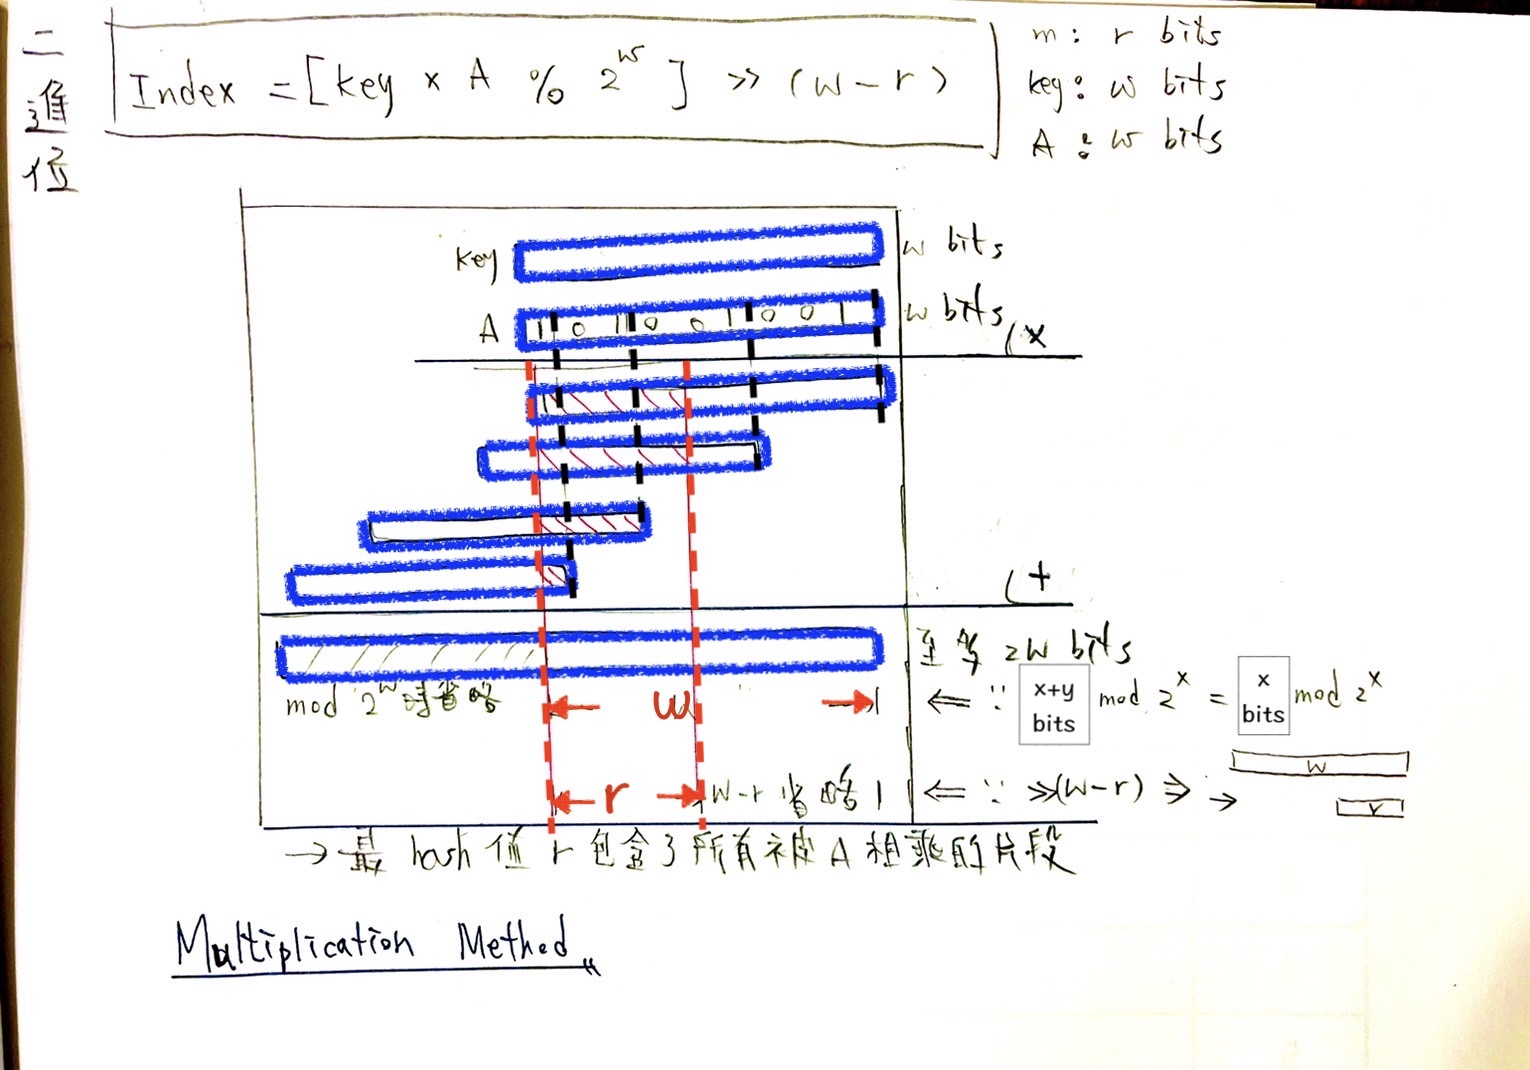 二進位
Index = [key × A % 2^w] >> (w-r)
m: r bits
key: w bits
A: w bits
key w bits
A 1 0 1 0 0 1 0 0 1 w bits (×
(+
至多 2w bits
mod 2^w 時省略 w ⇐ ∵ x+y bits mod 2^x = x bits mod 2^x
w
r w-r 省略 ⇐ ∵ >>(w-r) ⇒ →
r
→ 最 hash 值 r 包含了所有被 A 相乘的片段
Multiplication Method